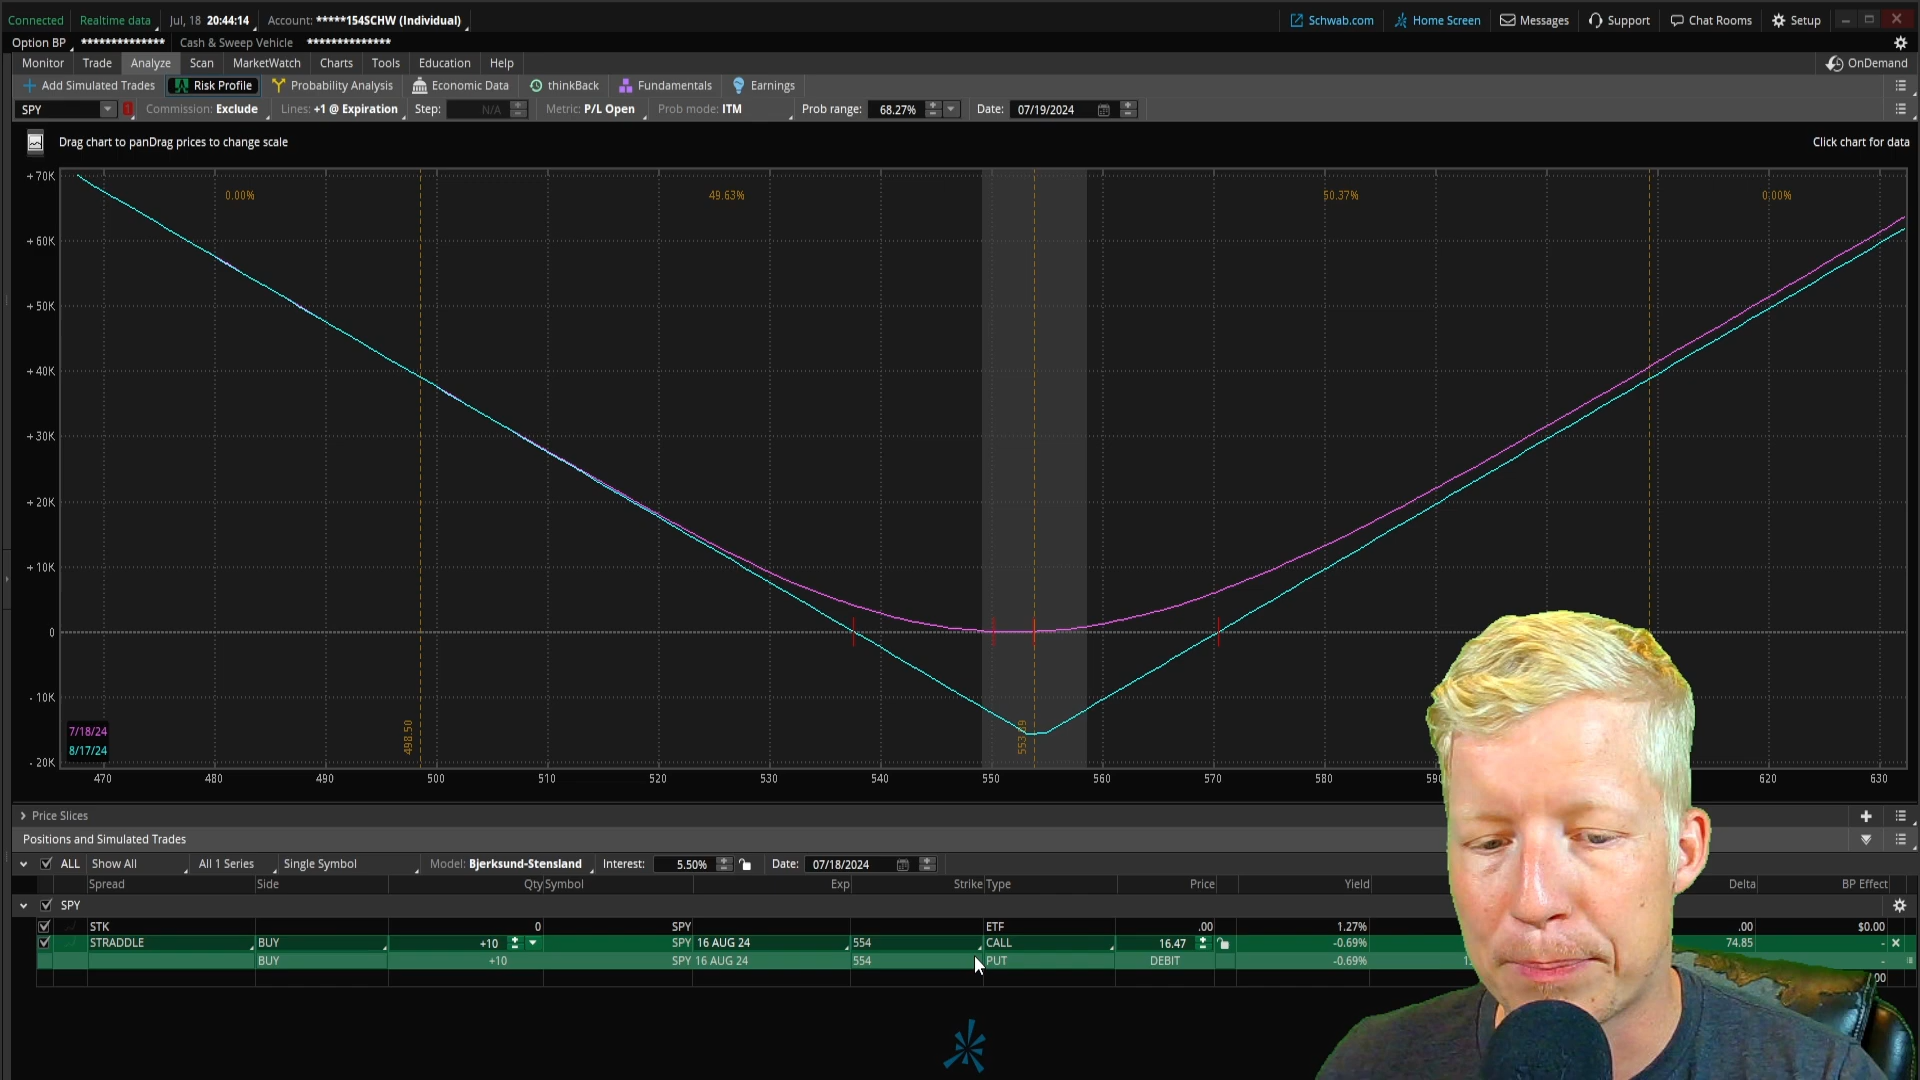 Connected Realtime data Jul, 18 20:44:14 Account: *****154SCHW (Individual) Schwab.com Home Screen Messages Support Chat Rooms Setup
Option BP ************** Cash & Sweep Vehicle **************
Monitor Trade Analyze Scan MarketWatch Charts Tools Education Help OnDemand
Add Simulated Trades Risk Profile Probability Analysis Economic Data thinkBack Fundamentals Earnings
SPY 1 Commission: Exclude Lines: +1 @ Expiration Step: N/A Metric: P/L Open Prob mode: ITM Prob range: 68.27% Date: 07/19/2024
Drag chart to panDrag prices to change scale Click chart for data
+70K
0.00% 49.63% 50.37% 0.00%
+60K
+50K
+40K
+30K
+20K
+10K
0
-10K
498.50
7/18/24
8/17/24
-20K
470 480 490 500 510 520 530 540 550 560 570 580 620 630
Price Slices
Positions and Simulated Trades
ALL Show All All 1 Series Single Symbol Model: Bjerksund-Stensland Interest: 5.50% Date: 07/18/2024
Spread Side Qty Symbol Exp Strike Type Price Yield Delta BP Effect
SPY
STK 0 SPY ETF .00 1.27% .00 $0.00
STRADDLE BUY +10 SPY 16 AUG 24 554 CALL 16.47 -0.69% 74.85 -
BUY +10 SPY 16 AUG 24 554 PUT DEBIT -0.69% -